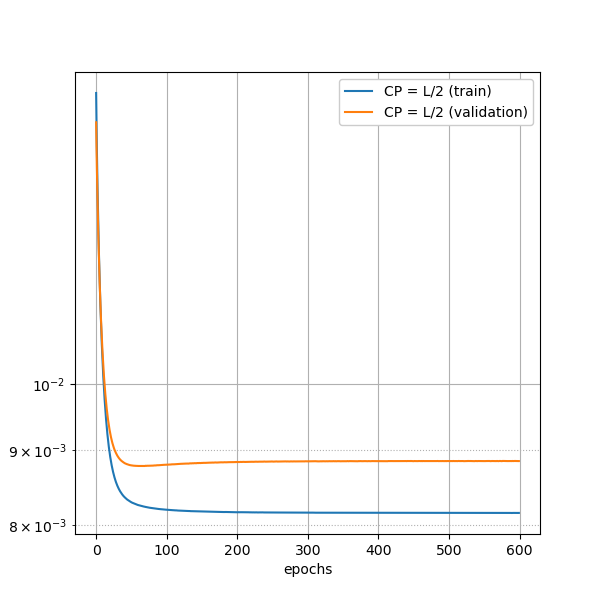 CP = L/2 (train)
CP = L/2 (validation)
10⁻²
9 × 10⁻³
8 × 10⁻³
0 100 200 300 400 500 600
epochs